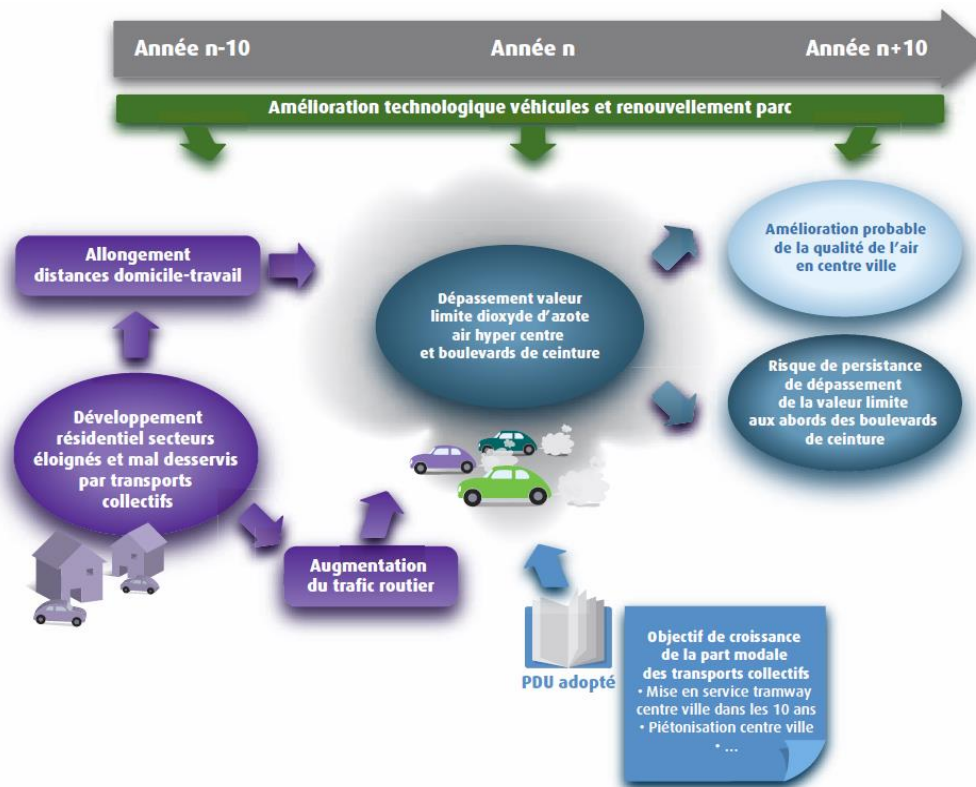 Année n-10
Année n
Année n+10
Amélioration technologique véhicules et renouvellement parc
Allongement
distances domicile-travail
Développement
résidentiel secteurs
éloignés et mal desservis
par transports
collectifs
Augmentation
du trafic routier
Dépassement valeur
limite dioxyde d'azote
air hyper centre
et boulevards de ceinture
Amélioration probable
de la qualité de l'air
en centre ville
Risque de persistance
de dépassement
de la valeur limite
aux abords des boulevards
de ceinture
PDU adopté
Objectif de croissance
de la part modale
des transports collectifs
• Mise en service tramway
centre ville dans les 10 ans
• Piétonisation centre ville
• ...